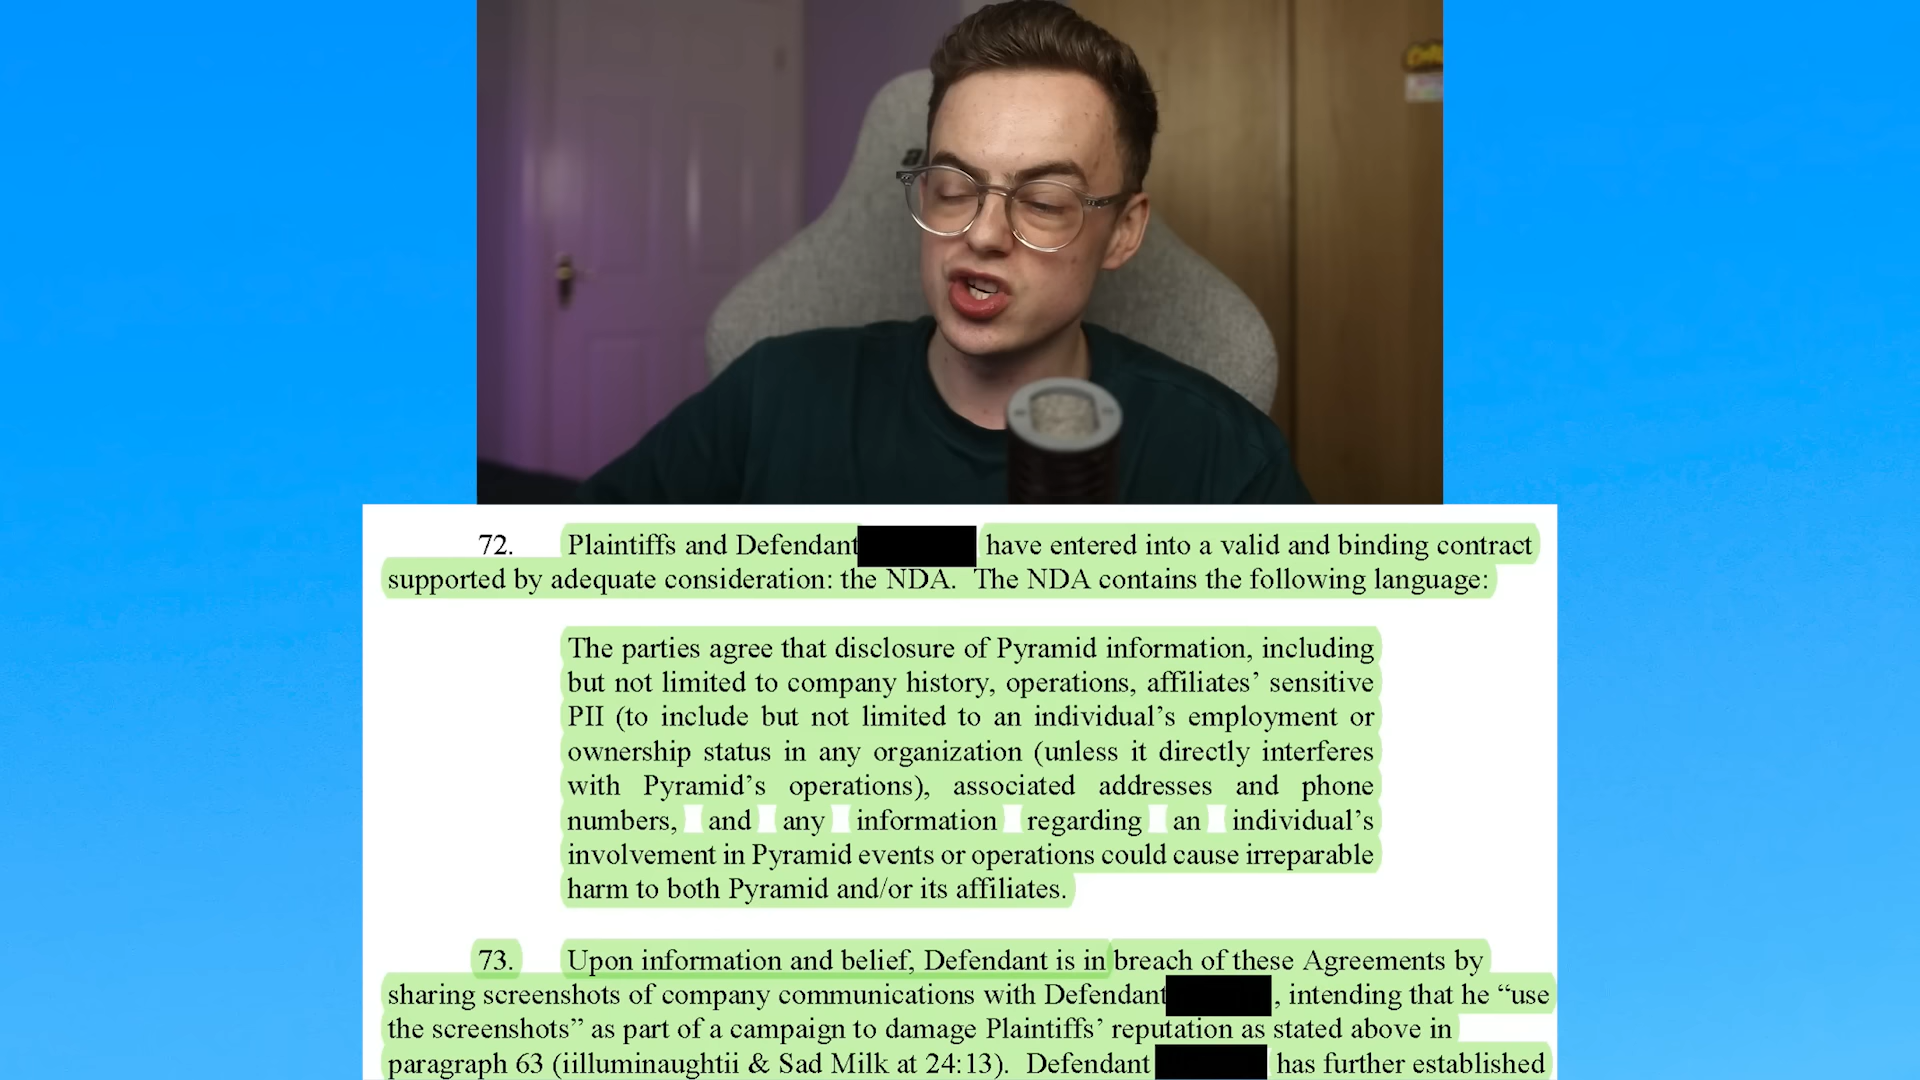 72. Plaintiffs and Defendant have entered into a valid and binding contract
supported by adequate consideration: the NDA. The NDA contains the following language:
The parties agree that disclosure of Pyramid information, including
but not limited to company history, operations, affiliates’ sensitive
PII (to include but not limited to an individual’s employment or
ownership status in any organization (unless it directly interferes
with Pyramid’s operations), associated addresses and phone
numbers, and any information regarding an individual’s
involvement in Pyramid events or operations could cause irreparable
harm to both Pyramid and/or its affiliates.
73. Upon information and belief, Defendant is in breach of these Agreements by
sharing screenshots of company communications with Defendant , intending that he “use
the screenshots” as part of a campaign to damage Plaintiffs’ reputation as stated above in
paragraph 63 (iilluminaughtii & Sad Milk at 24:13). Defendant has further established